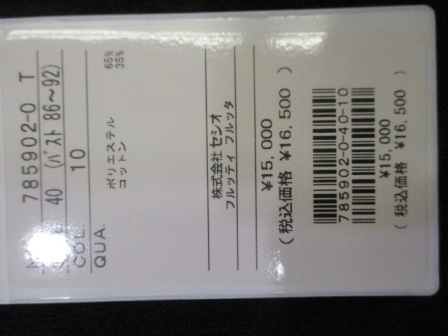 785902-0 T
40 (バスト 86~92)
COL. 10
QUA.
ポリエステル 65%
コットン 35%
株式会社 セシオ
フルッティ フルッタ
¥15,000
(税込価格 ¥16,500)
785902-0-40-10
¥15,000
(税込価格 ¥16,500)